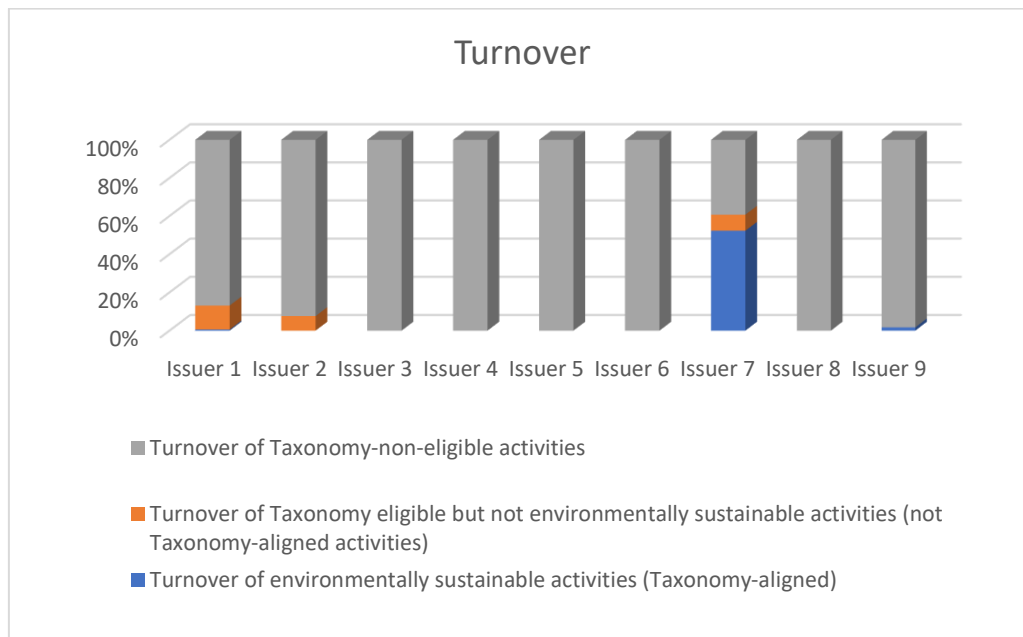 Turnover
100%
80%
60%
40%
20%
0%
Issuer 1 Issuer 2 Issuer 3 Issuer 4 Issuer 5 Issuer 6 Issuer 7 Issuer 8 Issuer 9
Turnover of Taxonomy-non-eligible activities
Turnover of Taxonomy eligible but not environmentally sustainable activities (not
Taxonomy-aligned activities)
Turnover of environmentally sustainable activities (Taxonomy-aligned)